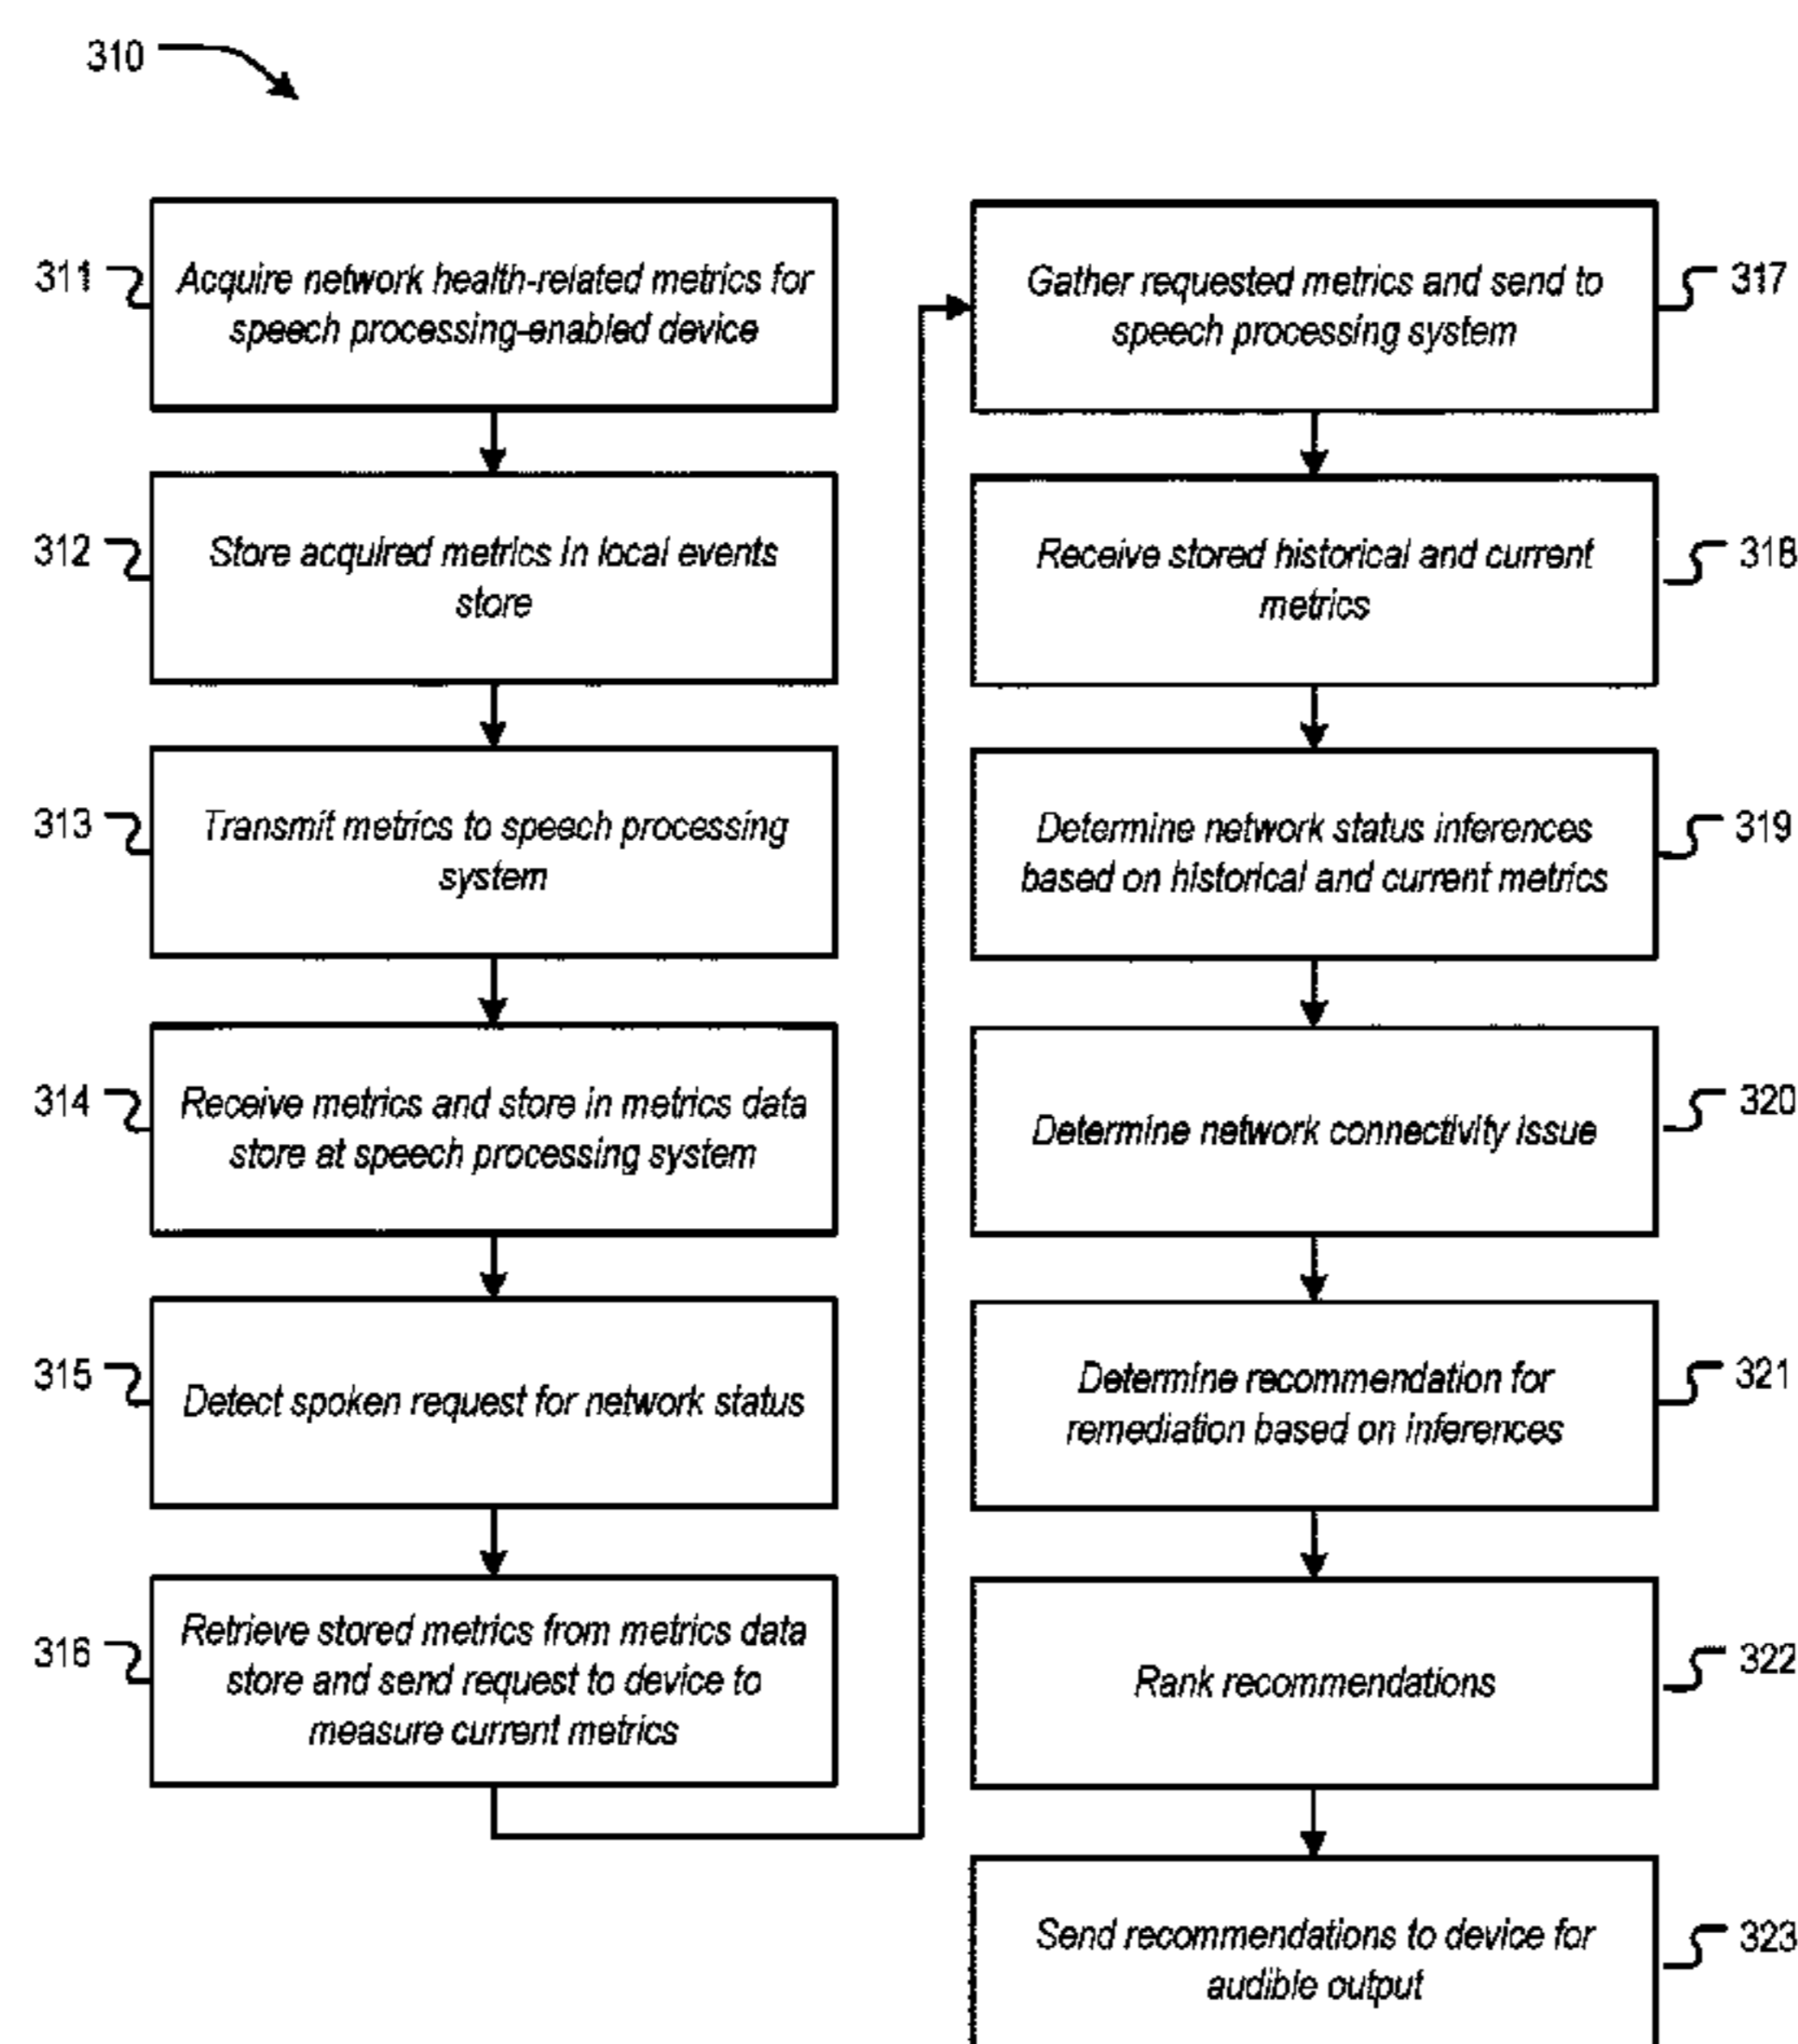 310
311
Acquire network health-related metrics for
speech processing-enabled device
312
Store acquired metrics in local events
store
313
Transmit metrics to speech processing
system
314
Receive metrics and store in metrics data
store at speech processing system
315
Detect spoken request for network status
316
Retrieve stored metrics from metrics data
store and send request to device to
measure current metrics
Gather requested metrics and send to
speech processing system
317
Receive stored historical and current
metrics
318
Determine network status inferences
based on historical and current metrics
319
Determine network connectivity issue
320
Determine recommendation for
remediation based on inferences
321
Rank recommendations
322
Send recommendations to device for
audible output
323